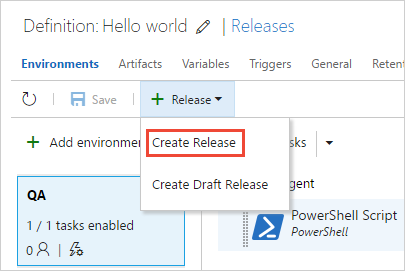 Definition: Hello world | Releases
Environments Artifacts Variables Triggers General Reten
Save + Release
+ Add environme
Create Release
Create Draft Release
sks
gent
QA
1 / 1 tasks enabled
0
PowerShell Script
PowerShell